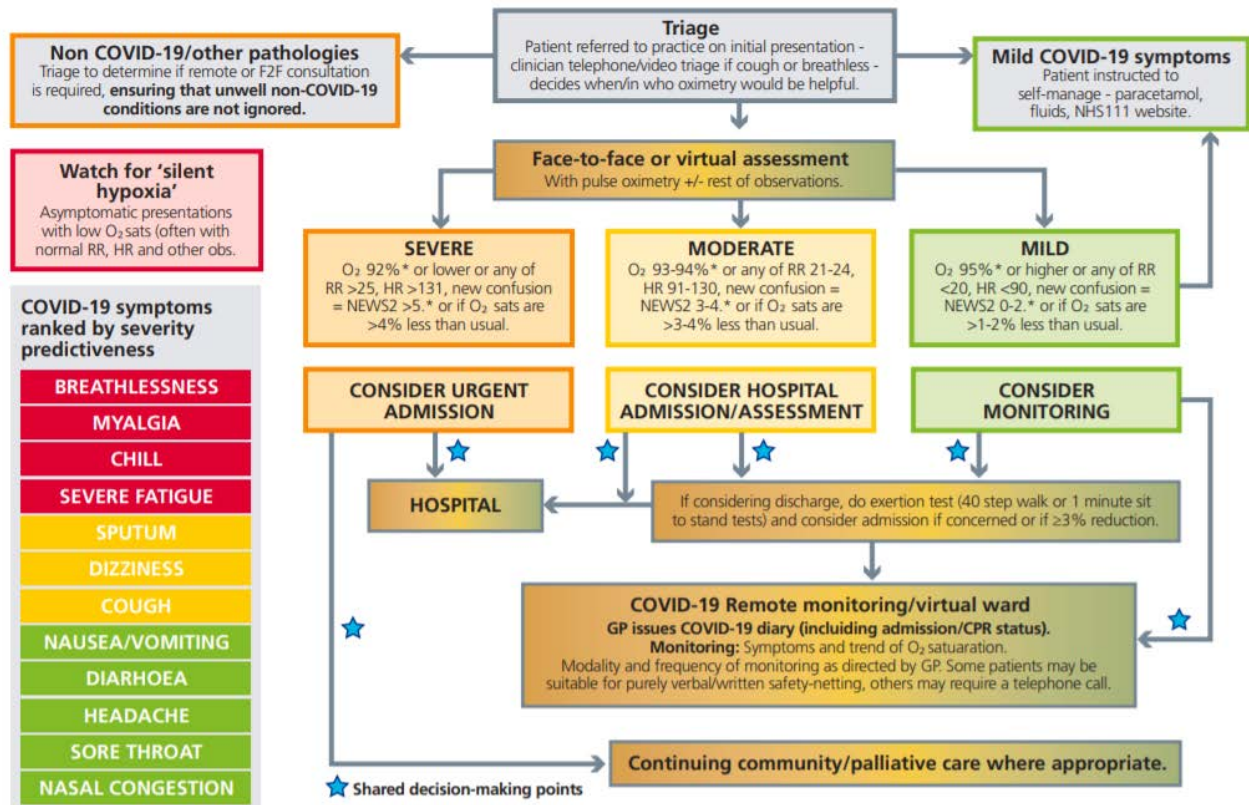 Triage
Patient referred to practice on initial presentation -
clinician telephone/video triage if cough or breathless -
decides when/in who oximetry would be helpful.
Non COVID-19/other pathologies
Triage to determine if remote or F2F consultation
is required, ensuring that unwell non-COVID-19
conditions are not ignored.
Mild COVID-19 symptoms
Patient instructed to
self-manage - paracetamol,
fluids, NHS111 website.
Face-to-face or virtual assessment
With pulse oximetry +/- rest of observations.
Watch for ‘silent
hypoxia’
Asymptomatic presentations
with low O₂ sats (often with
normal RR, HR and other obs.
SEVERE
O₂ 92%* or lower or any of
RR >25, HR >131, new confusion
= NEWS2 >5.* or if O₂ sats are
>4% less than usual.
MODERATE
O₂ 93-94%* or any of RR 21-24,
HR 91-130, new confusion =
NEWS2 3-4.* or if O₂ sats are
>3-4% less than usual.
MILD
O₂ 95%* or higher or any of RR
<20, HR <90, new confusion =
NEWS2 0-2.* or if O₂ sats are
>1-2% less than usual.
COVID-19 symptoms
ranked by severity
predictiveness
BREATHLESSNESS
MYALGIA
CHILL
SEVERE FATIGUE
SPUTUM
DIZZINESS
COUGH
NAUSEA/VOMITING
DIARHOEA
HEADACHE
SORE THROAT
NASAL CONGESTION
CONSIDER URGENT
ADMISSION
CONSIDER HOSPITAL
ADMISSION/ASSESSMENT
CONSIDER
MONITORING
HOSPITAL
If considering discharge, do exertion test (40 step walk or 1 minute sit
to stand tests) and consider admission if concerned or if ≥3% reduction.
COVID-19 Remote monitoring/virtual ward
GP issues COVID-19 diary (incluiding admission/CPR status).
Monitoring: Symptoms and trend of O₂ satuaration.
Modality and frequency of monitoring as directed by GP. Some patients may be
suitable for purely verbal/written safety-netting, others may require a telephone call.
Continuing community/palliative care where appropriate.
Shared decision-making points